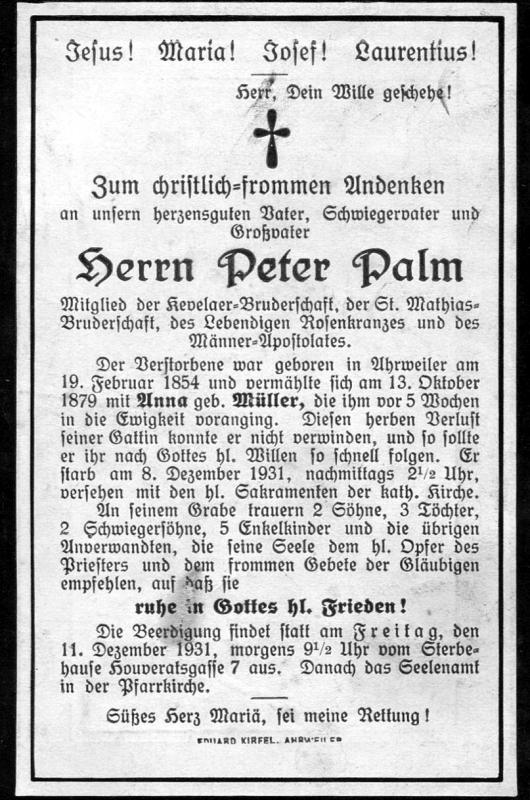 Jesus! Maria! Josef! Laurentius!
Herr, Dein Wille geschehe!
Zum christlich=frommen Andenken
an unsern herzensguten Vater, Schwiegervater und
Großvater
Herrn Peter Palm
Mitglied der Kevelaer=Bruderschaft, der St. Mathias=
Bruderschaft, des Lebendigen Rosenkranzes und des
Männer=Apostolates.
Der Verstorbene war geboren in Ahrweiler am
19. Februar 1854 und vermählte sich am 13. Oktober
1879 mit Anna geb. Müller, die ihm vor 5 Wochen
in die Ewigkeit voranging. Diesen herben Verlust
seiner Gattin konnte er nicht verwinden, und so sollte
er ihr nach Gottes hl. Willen so schnell folgen. Er
starb am 8. Dezember 1931, nachmittags 2½ Uhr,
versehen mit den hl. Sakramenten der kath. Kirche.
An seinem Grabe trauern 2 Söhne, 3 Töchter,
2 Schwiegersöhne, 5 Enkelkinder und die übrigen
Anverwandten, die seine Seele dem hl. Opfer des
Priesters und dem frommen Gebete der Gläubigen
empfehlen, auf daß sie
ruhe in Gottes hl. Frieden!
Die Beerdigung findet statt am Freitag, den
11. Dezember 1931, morgens 9½ Uhr vom Sterbe=
hause Houveratsgasse 7 aus. Danach das Seelenamt
in der Pfarrkirche.
Süßes Herz Mariä, sei meine Rettung!
EDUARD KIRFEL, AHRWEILER